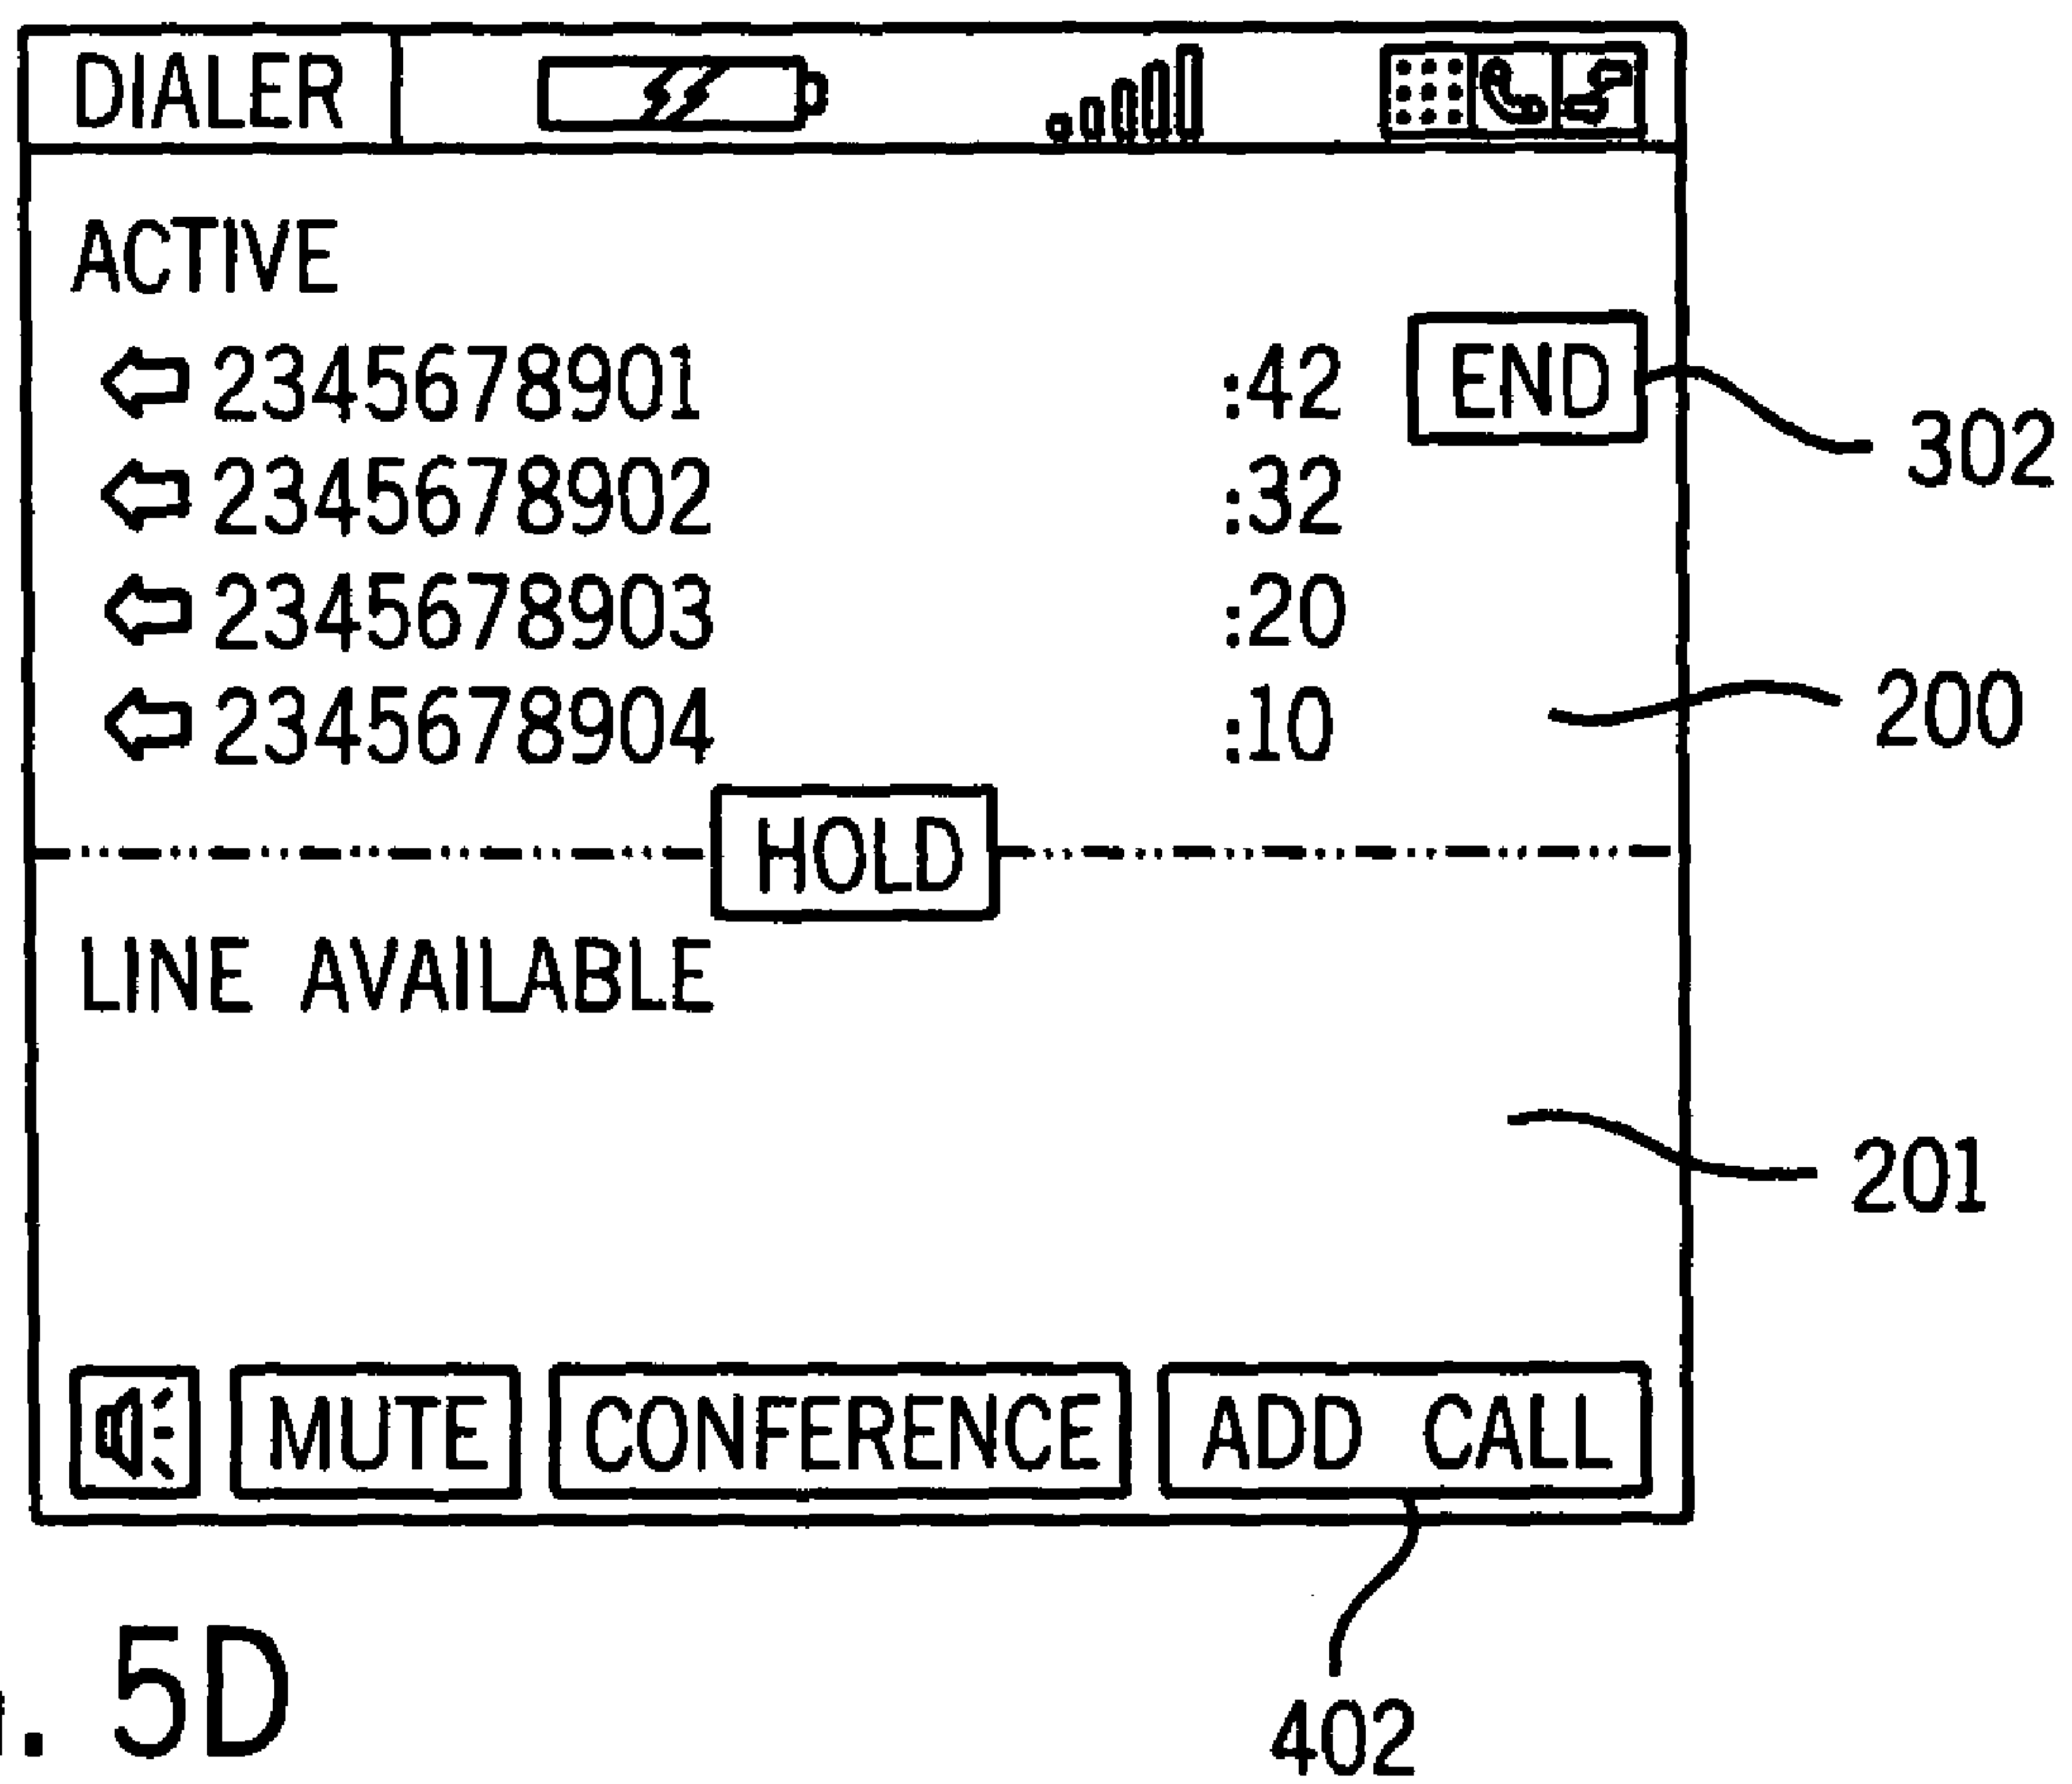 DIALER
ACTIVE
2345678901 :42 END
302
2345678902 :32
2345678903 :20
2345678904 :10
200
HOLD
LINE AVAILABLE
201
MUTE CONFERENCE ADD CALL
5D
402